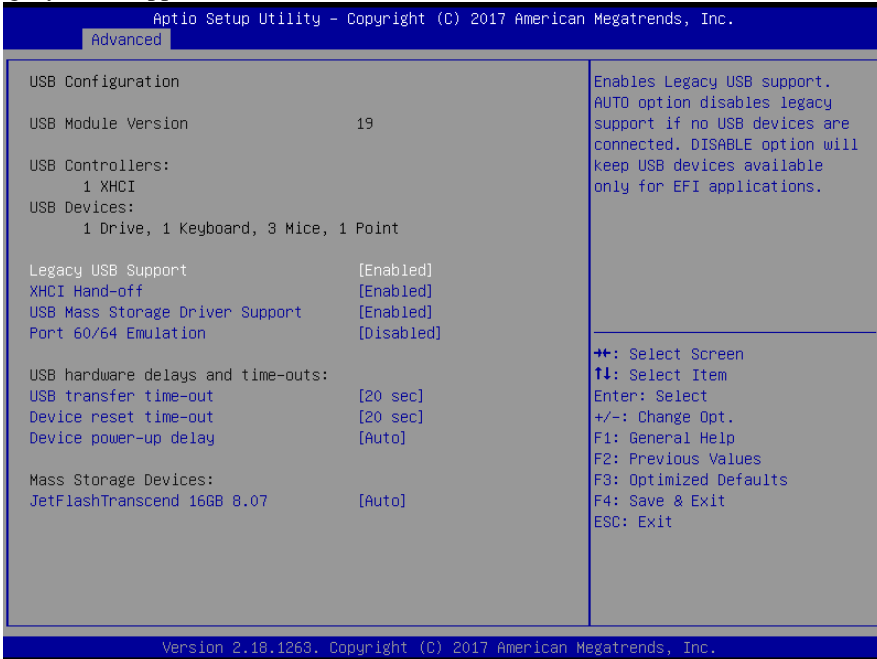 Aptio Setup Utility – Copyright (C) 2017 American Megatrends, Inc.
Advanced
USB Configuration
USB Module Version 19
USB Controllers:
1 XHCI
USB Devices:
1 Drive, 1 Keyboard, 3 Mice, 1 Point
Legacy USB Support [Enabled]
XHCI Hand-off [Enabled]
USB Mass Storage Driver Support [Enabled]
Port 60/64 Emulation [Disabled]
USB hardware delays and time-outs:
USB transfer time-out [20 sec]
Device reset time-out [20 sec]
Device power-up delay [Auto]
Mass Storage Devices:
JetFlashTranscend 16GB 8.07 [Auto]
Enables Legacy USB support.
AUTO option disables legacy
support if no USB devices are
connected. DISABLE option will
keep USB devices available
only for EFI applications.
→←: Select Screen
↑↓: Select Item
Enter: Select
+/-: Change Opt.
F1: General Help
F2: Previous Values
F3: Optimized Defaults
F4: Save & Exit
ESC: Exit
Version 2.18.1263. Copyright (C) 2017 American Megatrends, Inc.